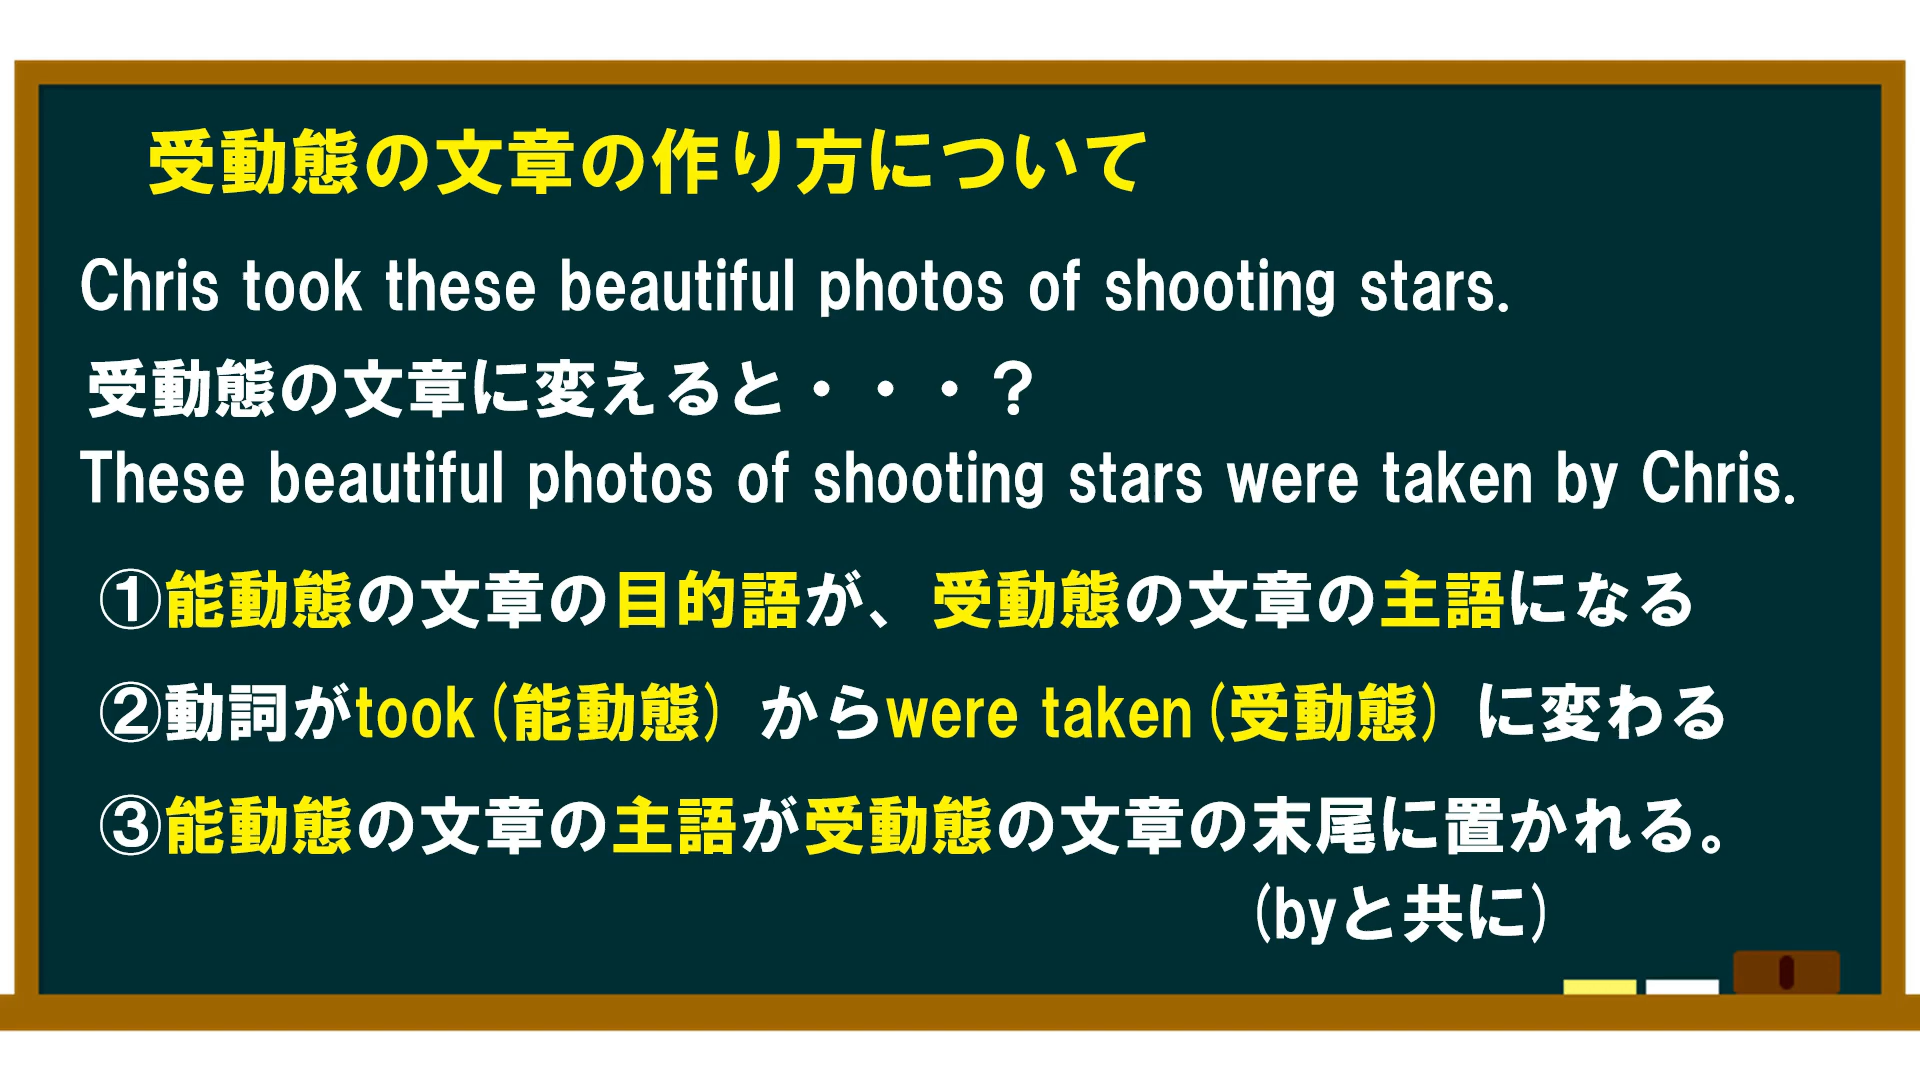 受動態の文章の作り方について
Chris took these beautiful photos of shooting stars.
受動態の文章に変えると・・・？
These beautiful photos of shooting stars were taken by Chris.
①能動態の文章の目的語が、受動態の文章の主語になる
②動詞がtook(能動態) からwere taken(受動態) に変わる
③能動態の文章の主語が受動態の文章の末尾に置かれる。
(byと共に)